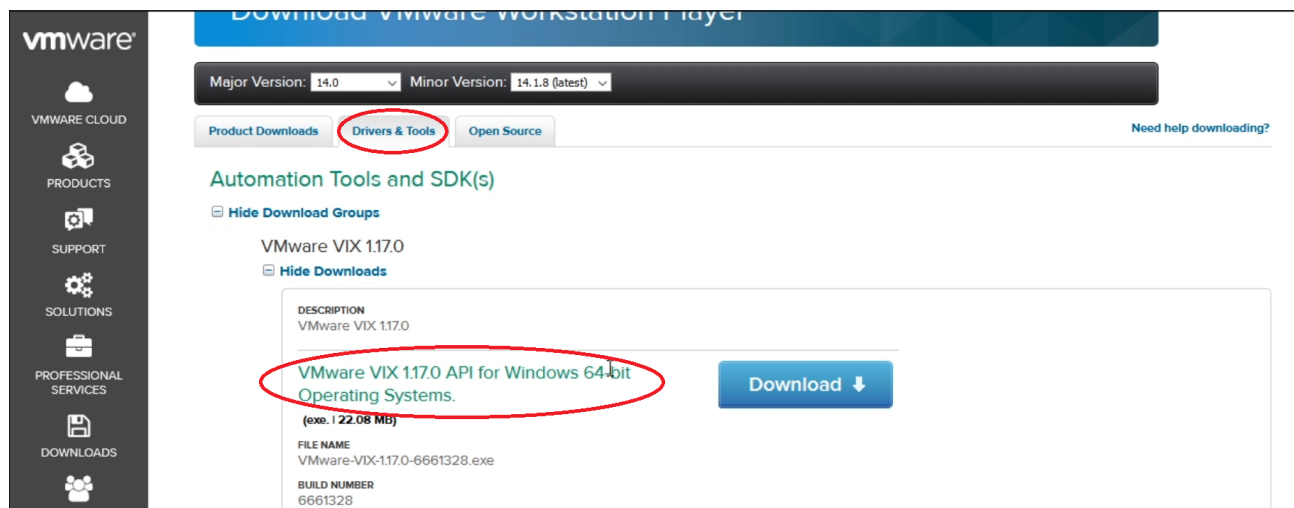 Download VMware Workstation Player
vmware®
Major Version: 14.0 Minor Version: 14.1.8 (latest)
VMWARE CLOUD
Product Downloads Drivers & Tools Open Source Need help downloading?
PRODUCTS
Automation Tools and SDK(s)
Hide Download Groups
SUPPORT
VMware VIX 1.17.0
Hide Downloads
SOLUTIONS
DESCRIPTION
VMware VIX 1.17.0
PROFESSIONAL
SERVICES
VMware VIX 1.17.0 API for Windows 64-bit
Operating Systems.
Download
(exe. | 22.08 MB)
DOWNLOADS
FILE NAME
VMware-VIX-1.17.0-6661328.exe
BUILD NUMBER
6661328